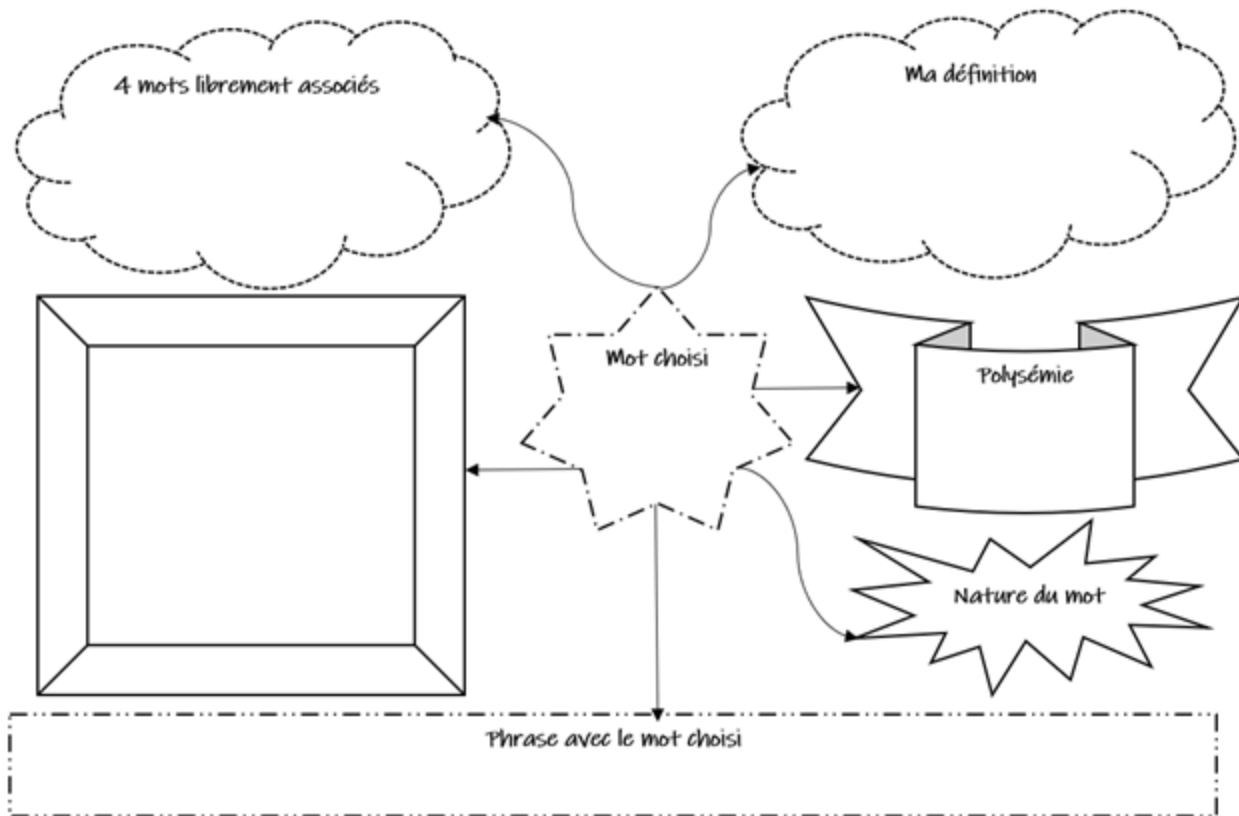 4 mots librement associés
Ma définition
Mot choisi
Polysémie
Nature du mot
Phrase avec le mot choisi